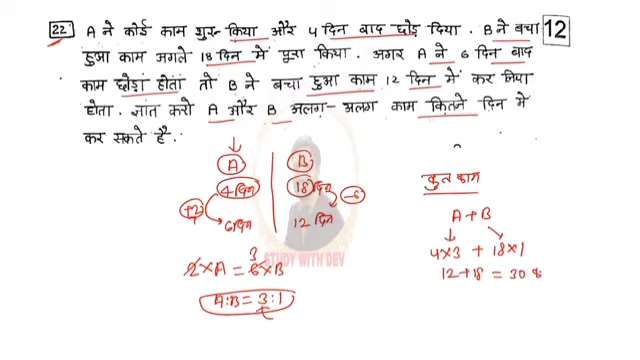 22. A ने कोई काम शुरू किया और 4 दिन बाद छोड़ दिया. B ने बचा 12
हुआ काम अगले 18 दिन मे पूरा किया. अगर A ने 6 दिन बाद
काम छोड़ा होता तो B ने बचा हुआ काम 12 दिन मे कर लिया
होता. ज्ञात करो A और B अलग-अलग काम कितने दिन मे
कर सकते है.
A B
4 दिन 18 दिन
+2 -6
6 दिन 12 दिन
3
2×A = 6×B
A:B = 3:1
कुल काम
A+B
4×3 + 18×1
12+18 = 30
STUDY WITH DEV